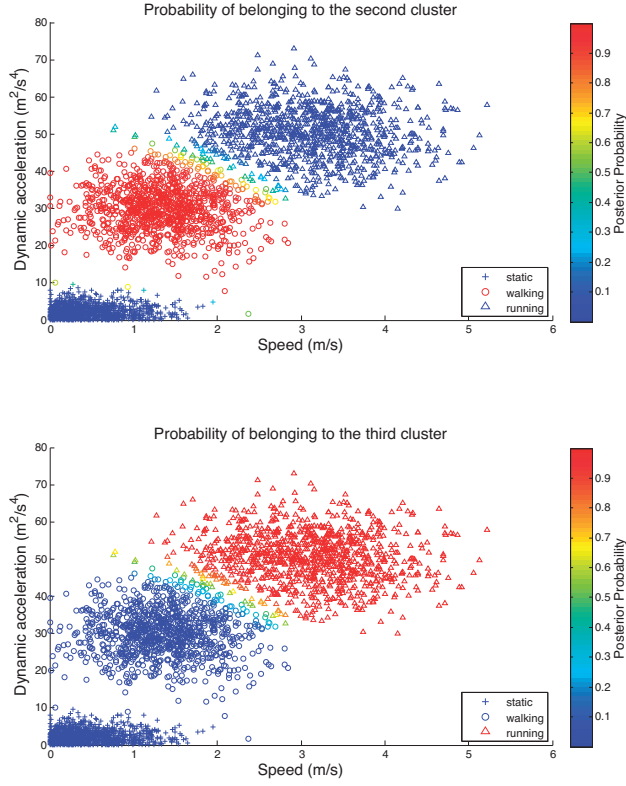 Probability of belonging to the second cluster
80
70
60
50
40
30
20
10
0
Dynamic acceleration (m²/s⁴)
0 1 2 3 4 5 6
Speed (m/s)
static
walking
running
0.9
0.8
0.7
0.6
0.5
0.4
0.3
0.2
0.1
Posterior Probability
Probability of belonging to the third cluster
80
70
60
50
40
30
20
10
0
Dynamic acceleration (m²/s⁴)
0 1 2 3 4 5 6
Speed (m/s)
static
walking
running
0.9
0.8
0.7
0.6
0.5
0.4
0.3
0.2
0.1
Posterior Probability